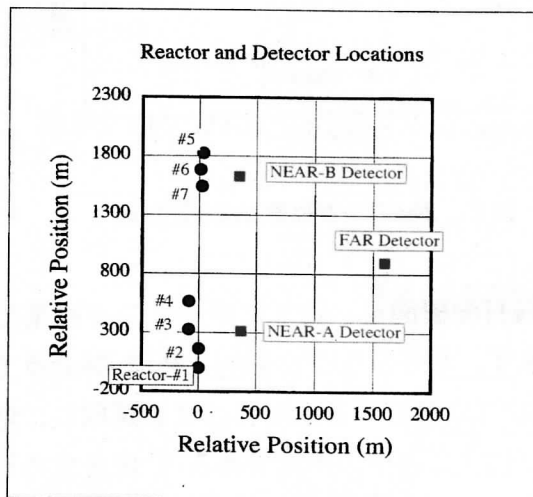 Reactor and Detector Locations
2300
#5
1800
#6
NEAR-B Detector
#7
1300
FAR Detector
800
#4
#3
300
NEAR-A Detector
#2
Reactor-#1
-200
-500 0 500 1000 1500 2000
Relative Position (m)
Relative Position (m)